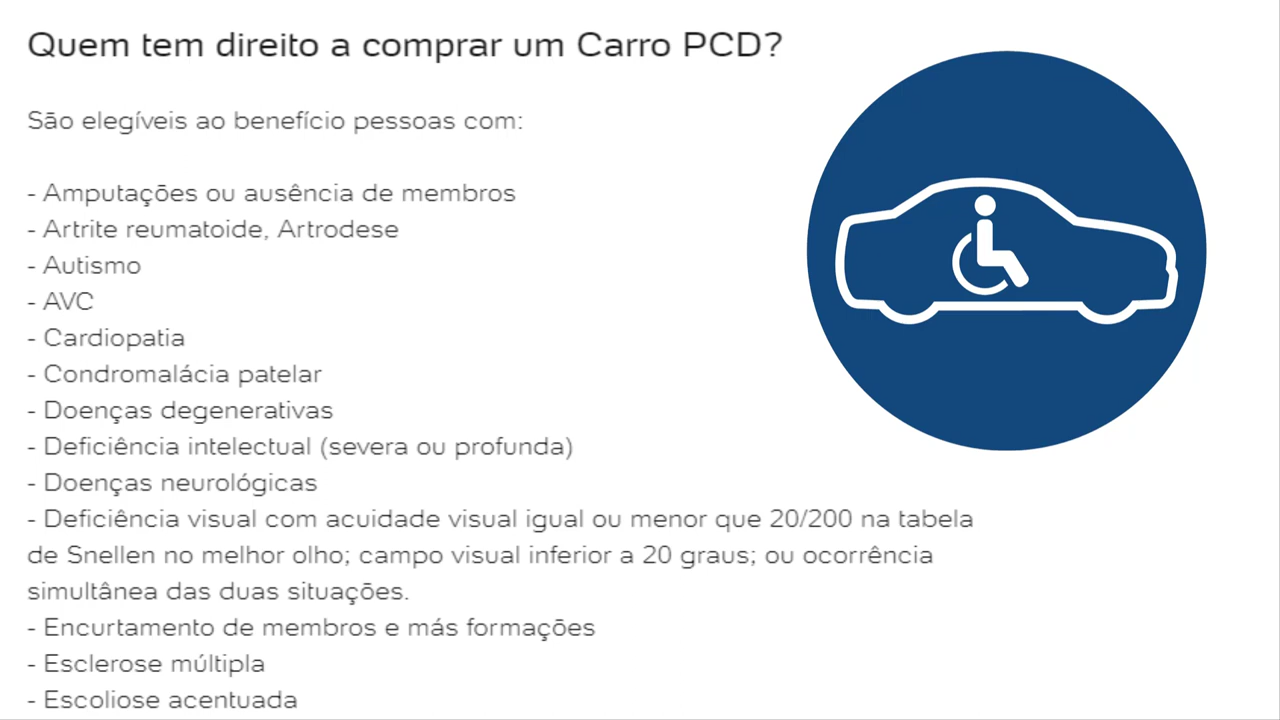 Quem tem direito a comprar um Carro PCD?
São elegíveis ao benefício pessoas com:
- Amputações ou ausência de membros
- Artrite reumatoide, Artrodese
- Autismo
- AVC
- Cardiopatia
- Condromalácia patelar
- Doenças degenerativas
- Deficiência intelectual (severa ou profunda)
- Doenças neurológicas
- Deficiência visual com acuidade visual igual ou menor que 20/200 na tabela
de Snellen no melhor olho; campo visual inferior a 20 graus; ou ocorrência
simultânea das duas situações.
- Encurtamento de membros e más formações
- Esclerose múltipla
- Escoliose acentuada